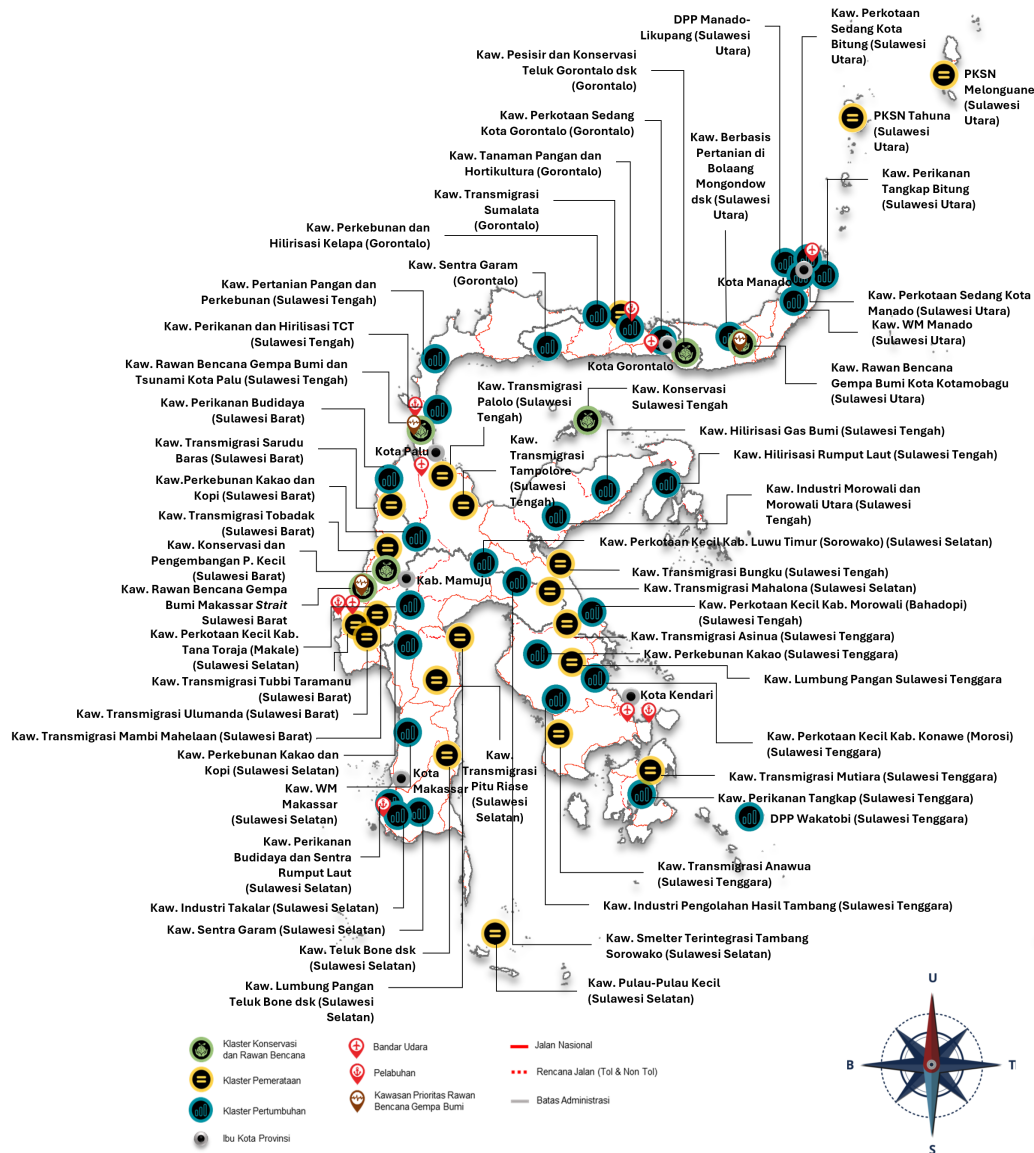 DPP Manado-
Likupang (Sulawesi
Utara)
Kaw. Perkotaan
Sedang Kota
Bitung (Sulawesi
Utara)
Kaw. Pesisir dan Konservasi
Teluk Gorontalo dsk
(Gorontalo)
PKSN
Melonguane
(Sulawesi
Utara)
PKSN Tahuna
(Sulawesi
Utara)
Kaw. Perkotaan Sedang
Kota Gorontalo (Gorontalo)
Kaw. Berbasis
Pertanian di
Bolaang
Mongondow
dsk (Sulawesi
Utara)
Kaw. Tanaman Pangan dan
Hortikultura (Gorontalo)
Kaw. Perikanan
Tangkap Bitung
(Sulawesi Utara)
Kaw. Transmigrasi
Sumalata
(Gorontalo)
Kaw. Perkebunan dan
Hilirisasi Kelapa (Gorontalo)
Kaw. Sentra Garam
(Gorontalo)
Kota Manado
Kaw. Pertanian Pangan dan
Perkebunan (Sulawesi Tengah)
Kaw. Perkotaan Sedang Kota
Manado (Sulawesi Utara)
Kaw. WM Manado
(Sulawesi Utara)
Kaw. Perikanan dan Hirilisasi TCT
(Sulawesi Tengah)
Kota Gorontalo
Kaw. Rawan Bencana Gempa Bumi dan
Tsunami Kota Palu (Sulawesi Tengah)
Kaw. Rawan Bencana
Gempa Bumi Kota Kotamobagu
(Sulawesi Utara)
Kaw. Transmigrasi
Palolo (Sulawesi
Tengah)
Kaw. Konservasi
Sulawesi Tengah
Kaw. Perikanan Budidaya
(Sulawesi Barat)
Kaw. Hilirisasi Gas Bumi (Sulawesi Tengah)
Kaw. Transmigrasi Sarudu
Baras (Sulawesi Barat)
Kota Palu
Kaw.
Transmigrasi
Tampolore
(Sulawesi
Tengah)
Kaw. Hilirisasi Rumput Laut (Sulawesi Tengah)
Kaw.Perkebunan Kakao dan
Kopi (Sulawesi Barat)
Kaw. Industri Morowali dan
Morowali Utara (Sulawesi
Tengah)
Kaw. Transmigrasi Tobadak
(Sulawesi Barat)
Kaw. Perkotaan Kecil Kab. Luwu Timur (Sorowako) (Sulawesi Selatan)
Kaw. Konservasi dan
Pengembangan P. Kecil
(Sulawesi Barat)
Kaw. Transmigrasi Bungku (Sulawesi Tengah)
Kab. Mamuju
Kaw. Transmigrasi Mahalona (Sulawesi Selatan)
Kaw. Rawan Bencana Gempa
Bumi Makassar Strait
Sulawesi Barat
Kaw. Perkotaan Kecil Kab. Morowali (Bahadopi)
(Sulawesi Tengah)
Kaw. Perkotaan Kecil Kab.
Tana Toraja (Makale)
(Sulawesi Selatan)
Kaw. Transmigrasi Asinua (Sulawesi Tenggara)
Kaw. Perkebunan Kakao (Sulawesi Tenggara)
Kaw. Transmigrasi Tubbi Taramanu
(Sulawesi Barat)
Kaw. Lumbung Pangan Sulawesi Tenggara
Kota Kendari
Kaw. Transmigrasi Ulumanda (Sulawesi Barat)
Kaw. Transmigrasi Mambi Mahelaan (Sulawesi Barat)
Kaw. Perkotaan Kecil Kab. Konawe (Morosi)
(Sulawesi Tenggara)
Kaw. Perkebunan Kakao dan
Kopi (Sulawesi Selatan)
Kota
Makassar
Kaw.
Transmigrasi
Pitu Riase
(Sulawesi
Selatan)
Kaw. Transmigrasi Mutiara (Sulawesi Tenggara)
Kaw. WM
Makassar
(Sulawesi Selatan)
Kaw. Perikanan Tangkap (Sulawesi Tenggara)
DPP Wakatobi (Sulawesi Tenggara)
Kaw. Perikanan
Budidaya dan Sentra
Rumput Laut
(Sulawesi Selatan)
Kaw. Transmigrasi Anawua
(Sulawesi Tenggara)
Kaw. Industri Takalar (Sulawesi Selatan)
Kaw. Industri Pengolahan Hasil Tambang (Sulawesi Tenggara)
Kaw. Sentra Garam (Sulawesi Selatan)
Kaw. Smelter Terintegrasi Tambang
Sorowako (Sulawesi Selatan)
Kaw. Teluk Bone dsk
(Sulawesi Selatan)
Kaw. Lumbung Pangan
Teluk Bone dsk (Sulawesi
Selatan)
Kaw. Pulau-Pulau Kecil
(Sulawesi Selatan)
Klaster Konservasi
dan Rawan Bencana
Klaster Pemerataan
Klaster Pertumbuhan
Ibu Kota Provinsi
Bandar Udara
Pelabuhan
Kawasan Prioritas Rawan
Bencana Gempa Bumi
Jalan Nasional
Rencana Jalan (Tol & Non Tol)
Batas Administrasi
U
B
T
S